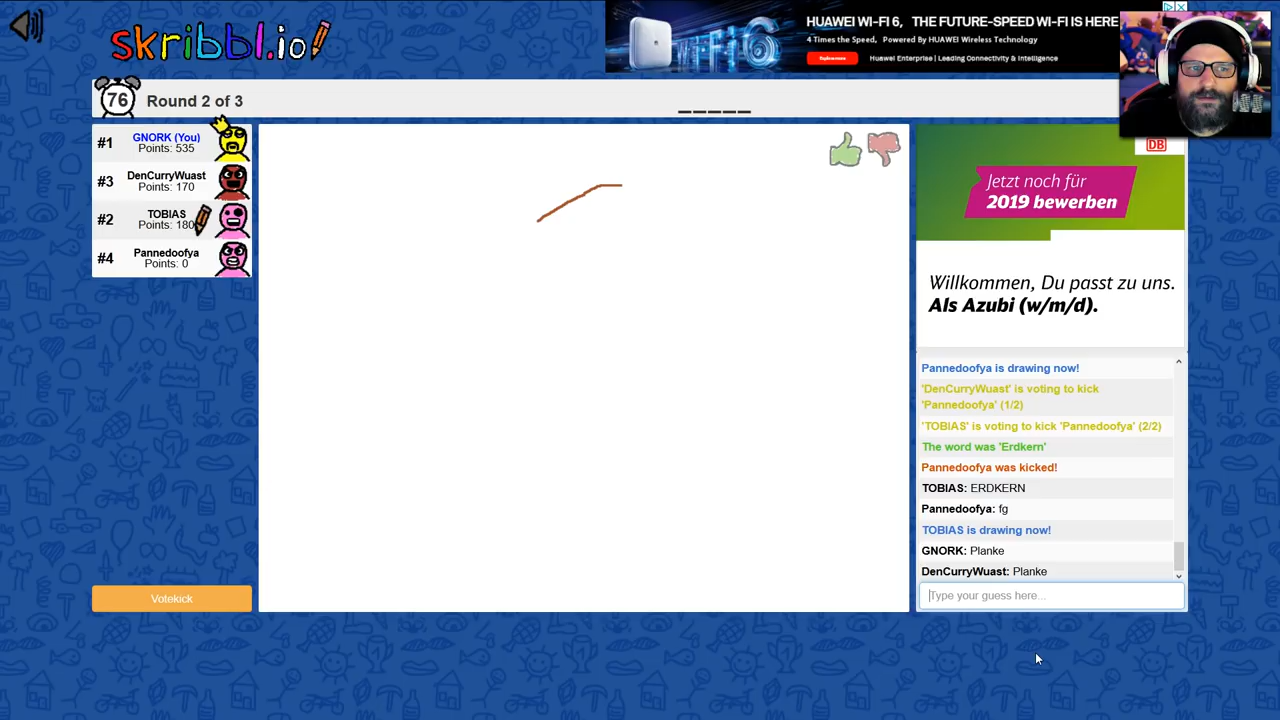 skribbl.io
HUAWEI WI-FI 6, THE FUTURE-SPEED WI-FI IS HERE
4 Times the Speed, Powered By HUAWEI Wireless Technology
Huawei Enterprise | Leading Connectivity & Intelligence
76
Round 2 of 3
_ _ _ _ _
#1
GNORK (You)
Points: 535
#3
DenCurryWuast
Points: 170
#2
TOBIAS
Points: 180
#4
Pannedoofya
Points: 0
Votekick
DB
Jetzt noch für
2019 bewerben
Willkommen, Du passt zu uns.
Als Azubi (w/m/d).
Pannedoofya is drawing now!
'DenCurryWuast' is voting to kick
'Pannedoofya' (1/2)
'TOBIAS' is voting to kick 'Pannedoofya' (2/2)
The word was 'Erdkern'
Pannedoofya was kicked!
TOBIAS: ERDKERN
Pannedoofya: fg
TOBIAS is drawing now!
GNORK: Planke
DenCurryWuast: Planke
Type your guess here...